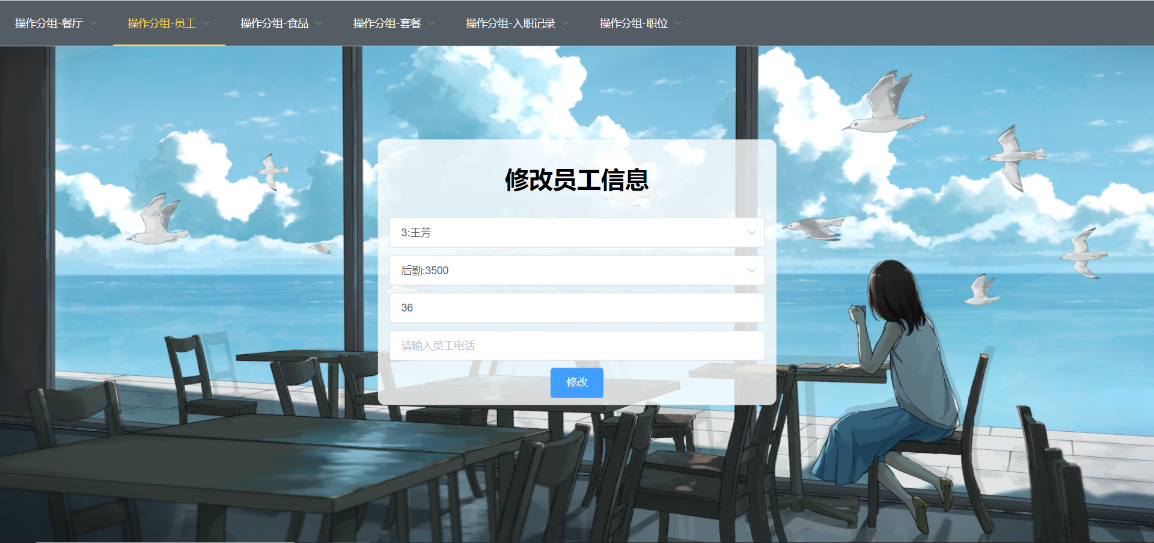 操作分组-餐厅
操作分组-员工
操作分组-食品
操作分组-套餐
操作分组-入职记录
操作分组-职位
修改员工信息
3:王芳
后勤:3500
36
请输入员工电话
修改